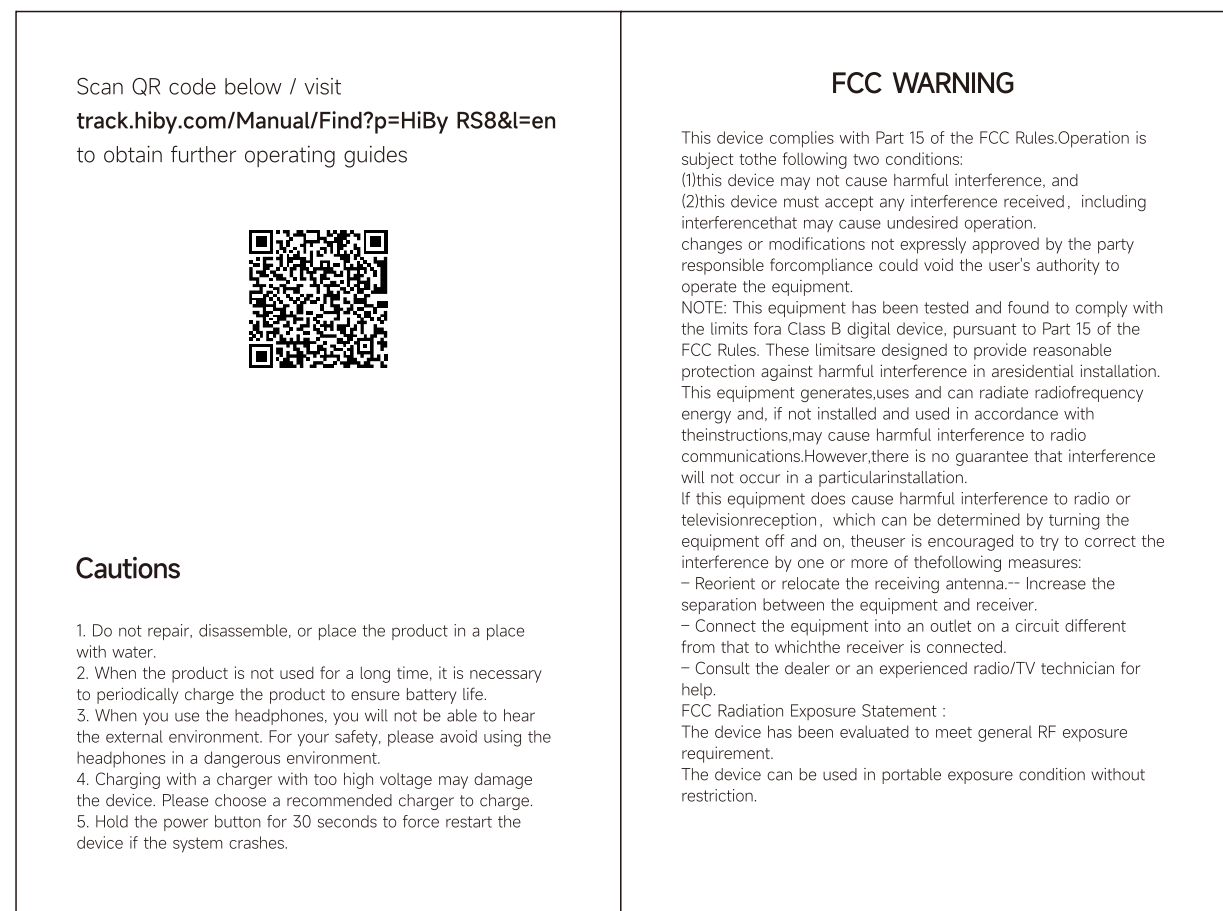 Scan QR code below / visit
track.hiby.com/Manual/Find?p=HiBy RS8&l=en
to obtain further operating guides
Cautions
1. Do not repair, disassemble, or place the product in a place
with water.
2. When the product is not used for a long time, it is necessary
to periodically charge the product to ensure battery life.
3. When you use the headphones, you will not be able to hear
the external environment. For your safety, please avoid using the
headphones in a dangerous environment.
4. Charging with a charger with too high voltage may damage
the device. Please choose a recommended charger to charge.
5. Hold the power button for 30 seconds to force restart the
device if the system crashes.
FCC WARNING
This device complies with Part 15 of the FCC Rules.Operation is
subject tothe following two conditions:
(1)this device may not cause harmful interference, and
(2)this device must accept any interference received，including
interferencethat may cause undesired operation.
changes or modifications not expressly approved by the party
responsible forcompliance could void the user's authority to
operate the equipment.
NOTE: This equipment has been tested and found to comply with
the limits fora Class B digital device, pursuant to Part 15 of the
FCC Rules. These limitsare designed to provide reasonable
protection against harmful interference in aresidential installation.
This equipment generates,uses and can radiate radiofrequency
energy and, if not installed and used in accordance with
theinstructions,may cause harmful interference to radio
communications.However,there is no guarantee that interference
will not occur in a particularinstallation.
lf this equipment does cause harmful interference to radio or
televisionreception，which can be determined by turning the
equipment off and on, theuser is encouraged to try to correct the
interference by one or more of thefollowing measures:
– Reorient or relocate the receiving antenna.-- Increase the
separation between the equipment and receiver.
– Connect the equipment into an outlet on a circuit different
from that to whichthe receiver is connected.
– Consult the dealer or an experienced radio/TV technician for
help.
FCC Radiation Exposure Statement :
The device has been evaluated to meet general RF exposure
requirement.
The device can be used in portable exposure condition without
restriction.